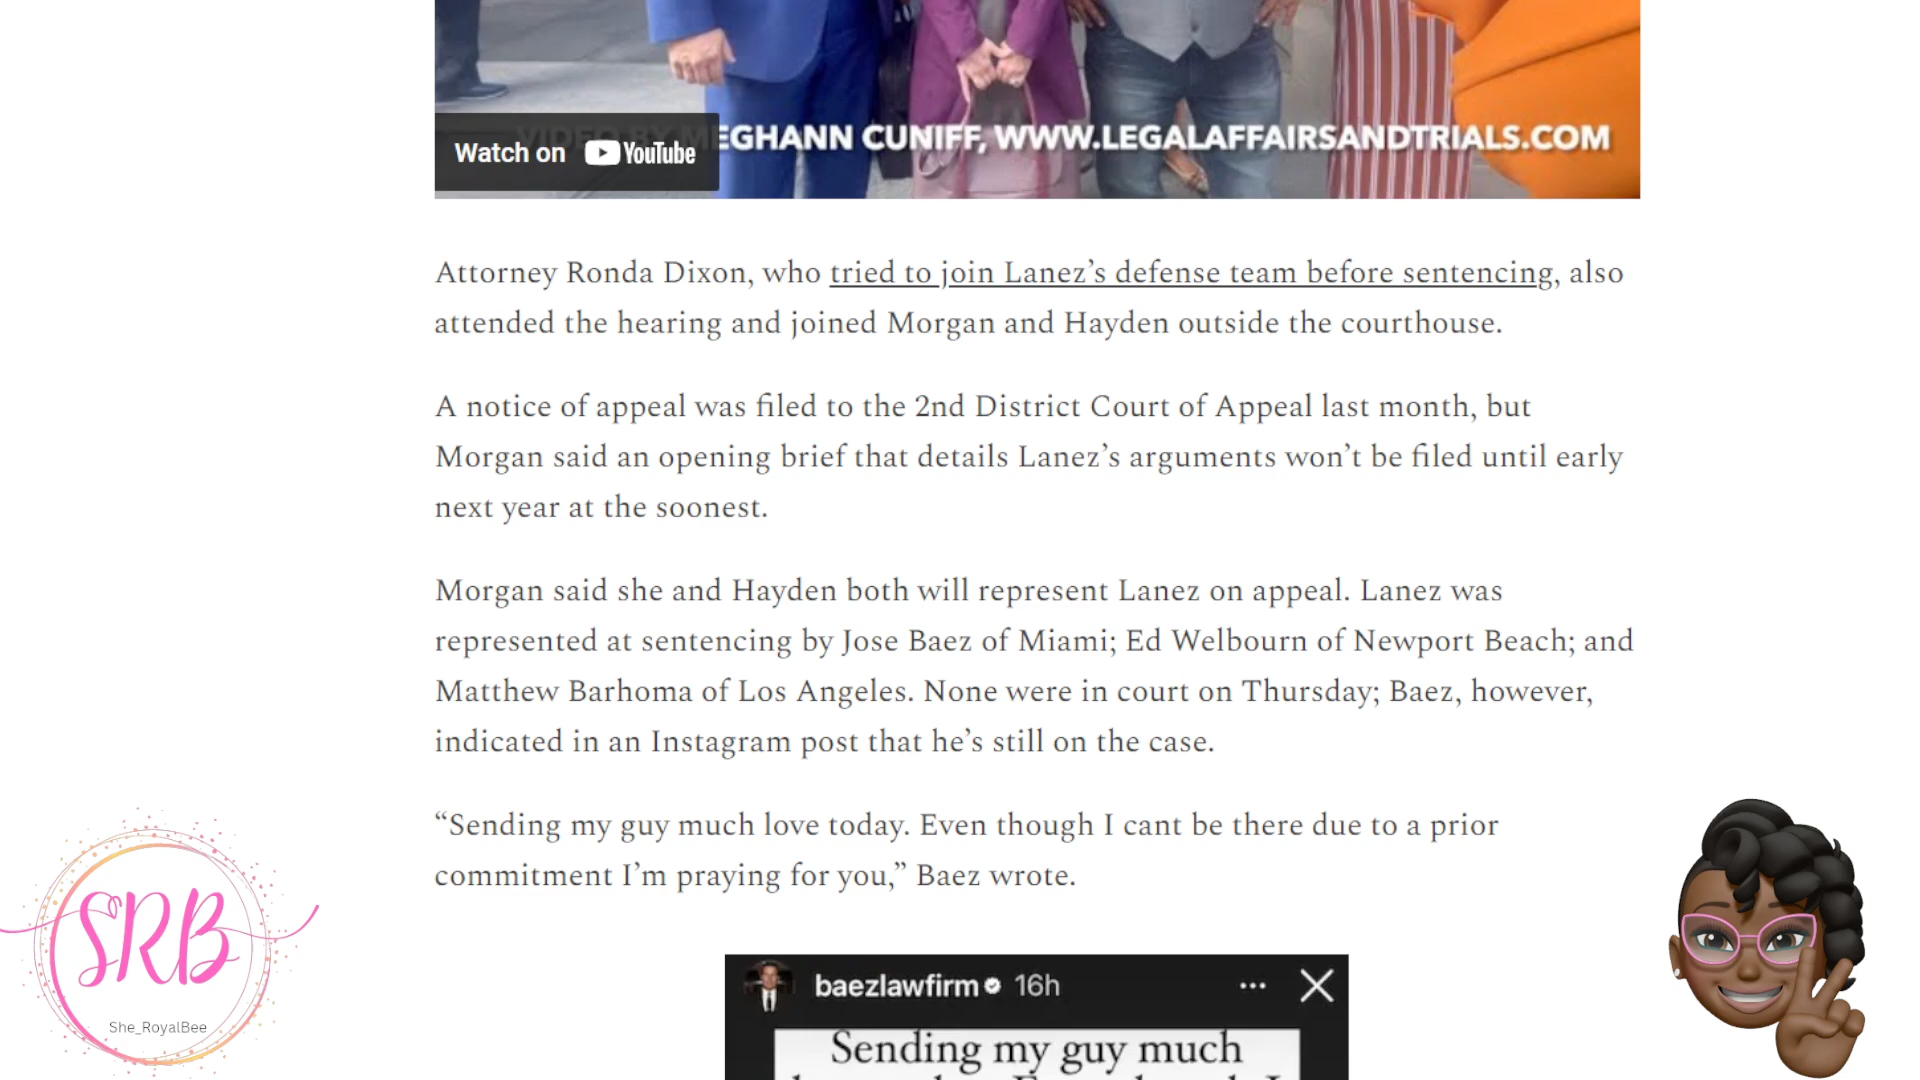 VIDEO BY MEGHANN CUNIFF, WWW.LEGALAFFAIRSANDTRIALS.COM
Watch on YouTube
Attorney Ronda Dixon, who tried to join Lanez’s defense team before sentencing, also
attended the hearing and joined Morgan and Hayden outside the courthouse.
A notice of appeal was filed to the 2nd District Court of Appeal last month, but
Morgan said an opening brief that details Lanez’s arguments won’t be filed until early
next year at the soonest.
Morgan said she and Hayden both will represent Lanez on appeal. Lanez was
represented at sentencing by Jose Baez of Miami; Ed Welbourn of Newport Beach; and
Matthew Barhoma of Los Angeles. None were in court on Thursday; Baez, however,
indicated in an Instagram post that he’s still on the case.
“Sending my guy much love today. Even though I cant be there due to a prior
commitment I’m praying for you,” Baez wrote.
SRB
She_RoyalBee
baezlawfirm 16h
Sending my guy much